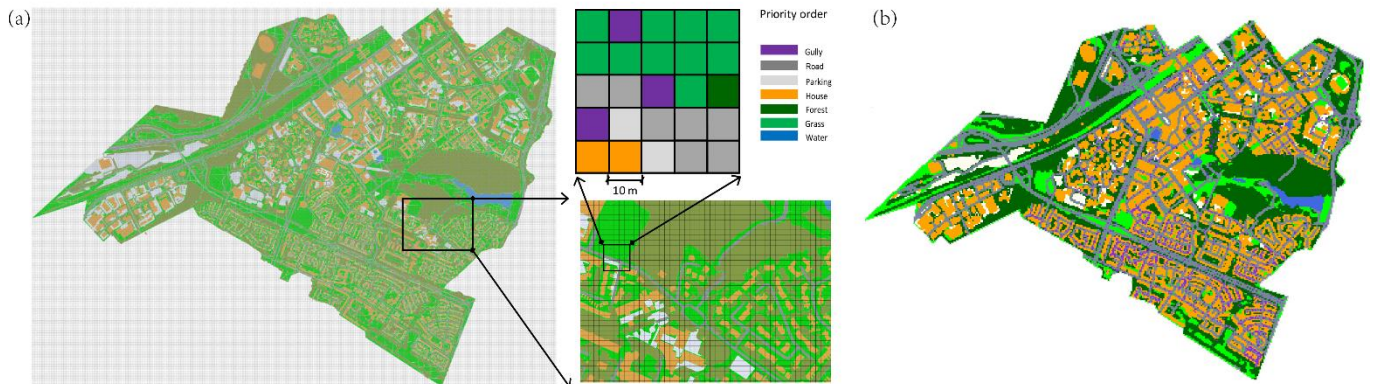 (a)
Priority order
Gully
Road
Parking
House
Forest
Grass
Water
10 m
(b)